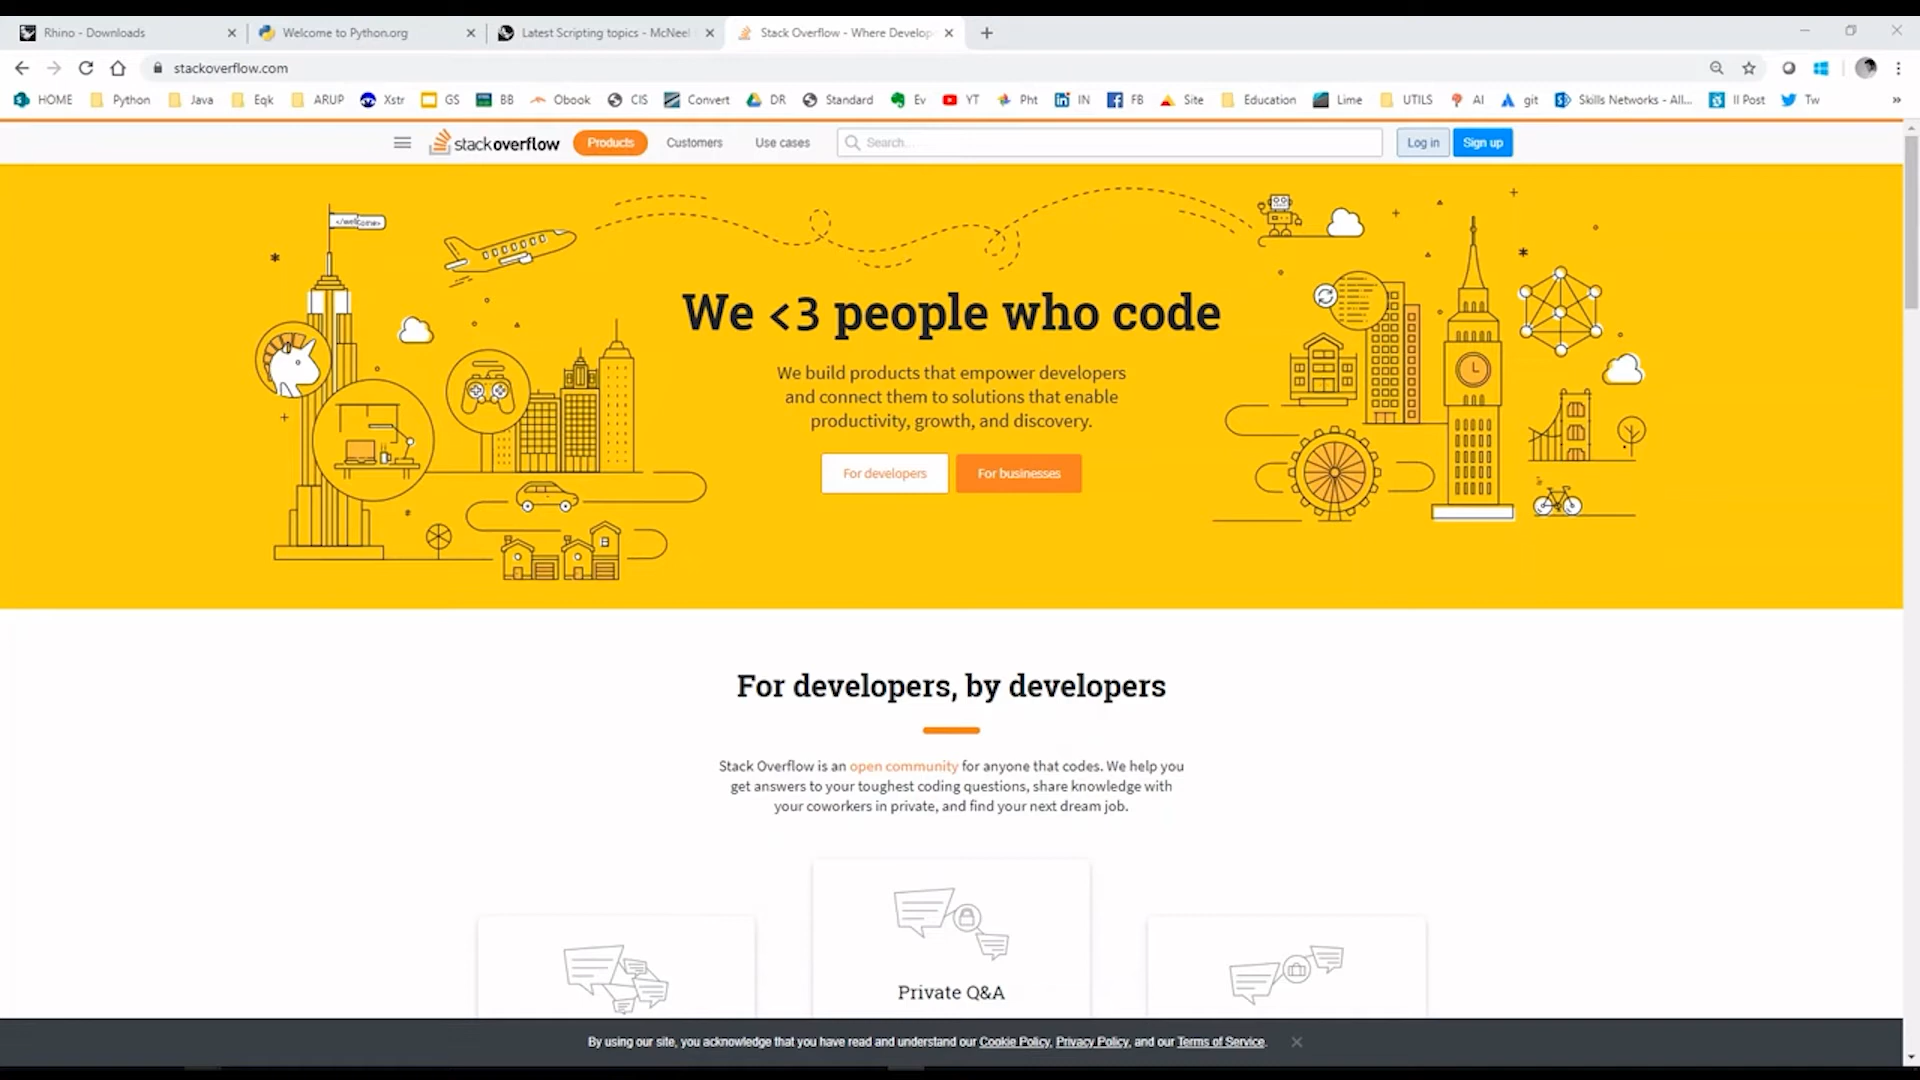 Rhino - Downloads
Welcome to Python.org
Latest Scripting topics - McNeel
Stack Overflow - Where Develop
stackoverflow.com
HOME Python Java Eqk ARUP Xstr GS BB Obook CIS Convert DR Standard Ev YT Pht IN FB Site Education Lime UTILS AI git Skills Networks - All... II Post Tw »
stackoverflow Products Customers Use cases Search... Log in Sign up
</welcome>
We <3 people who code
We build products that empower developers
and connect them to solutions that enable
productivity, growth, and discovery.
For developers For businesses
For developers, by developers
Stack Overflow is an open community for anyone that codes. We help you
get answers to your toughest coding questions, share knowledge with
your coworkers in private, and find your next dream job.
Private Q&A
By using our site, you acknowledge that you have read and understand our Cookie Policy, Privacy Policy, and our Terms of Service.